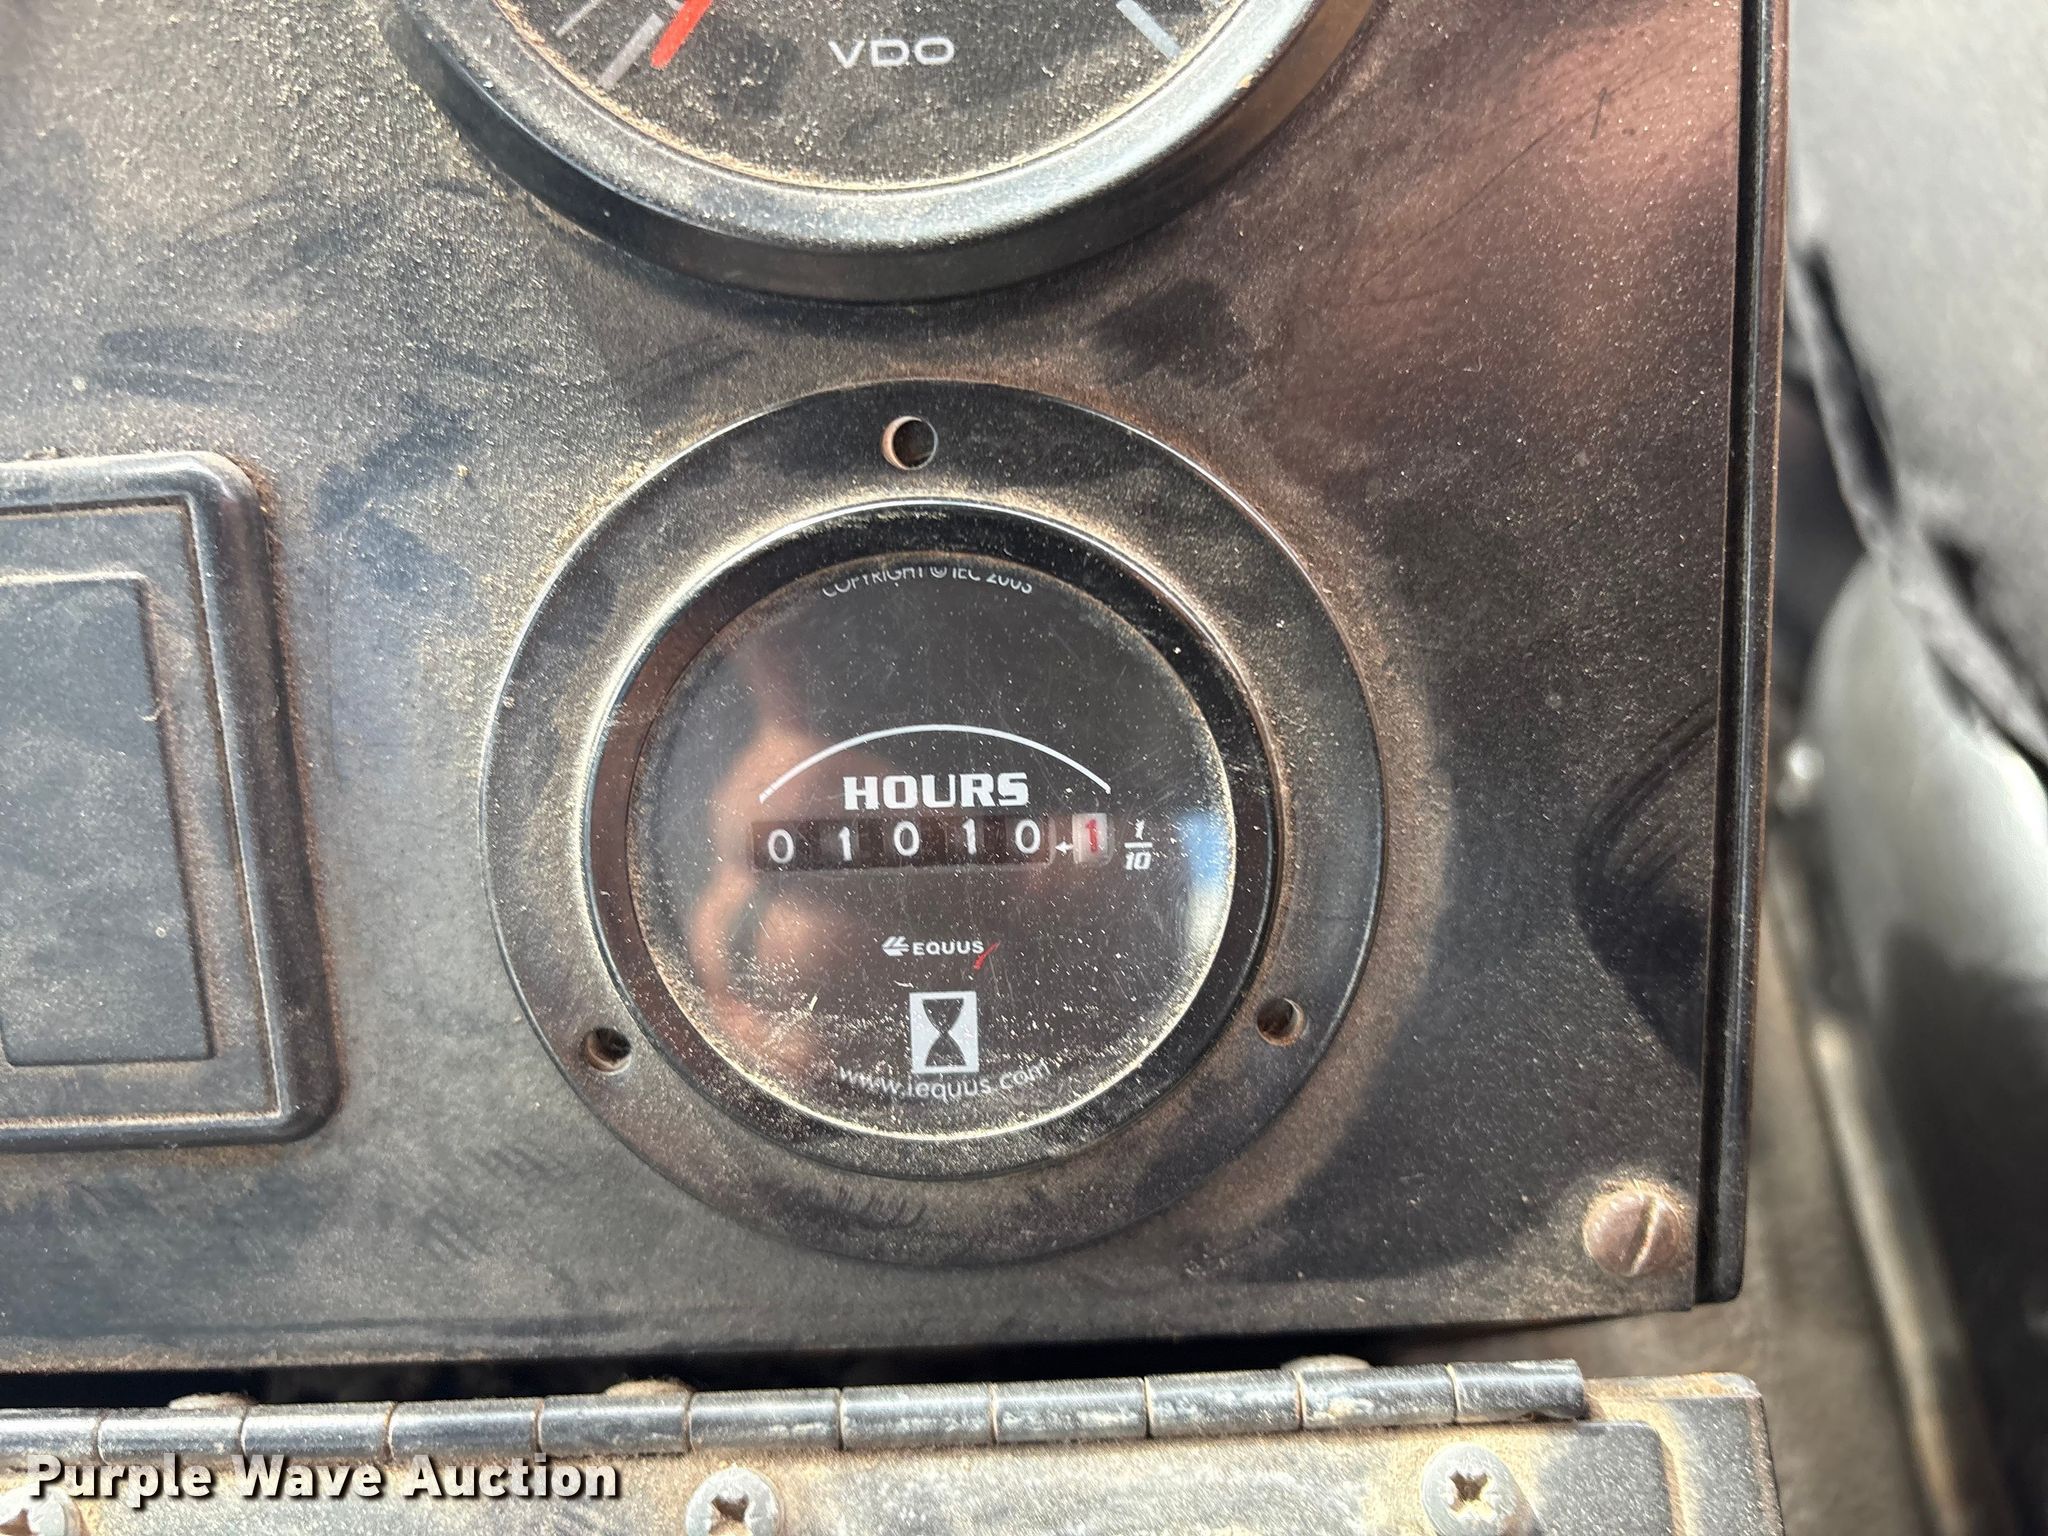 VDO
COPYRIGHT © IEC 2003
HOURS
0 1 0 1 0 1 1/10
EQUUS
www.iequus.com
Purple Wave Auction